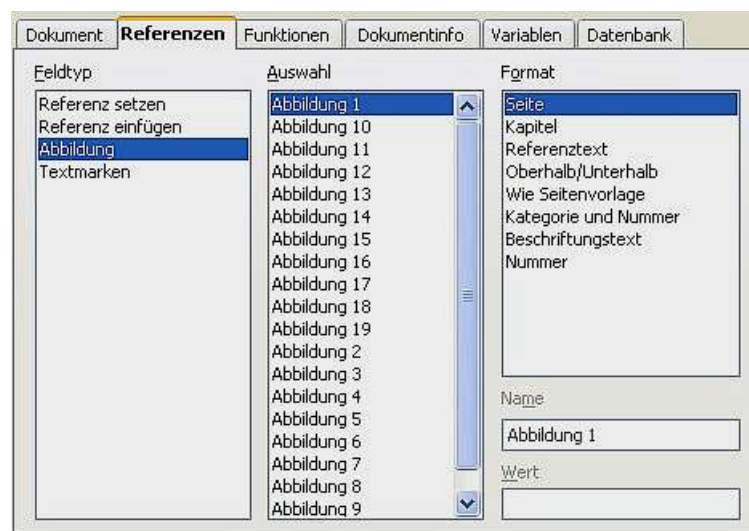 Dokument Referenzen Funktionen Dokumentinfo Variablen Datenbank
Feldtyp
Referenz setzen
Referenz einfügen
Abbildung
Textmarken
Auswahl
Abbildung 1
Abbildung 10
Abbildung 11
Abbildung 12
Abbildung 13
Abbildung 14
Abbildung 15
Abbildung 16
Abbildung 17
Abbildung 18
Abbildung 19
Abbildung 2
Abbildung 3
Abbildung 4
Abbildung 5
Abbildung 6
Abbildung 7
Abbildung 8
Abbildung 9
Format
Seite
Kapitel
Referenztext
Oberhalb/Unterhalb
Wie Seitenvorlage
Kategorie und Nummer
Beschriftungstext
Nummer
Name
Abbildung 1
Wert